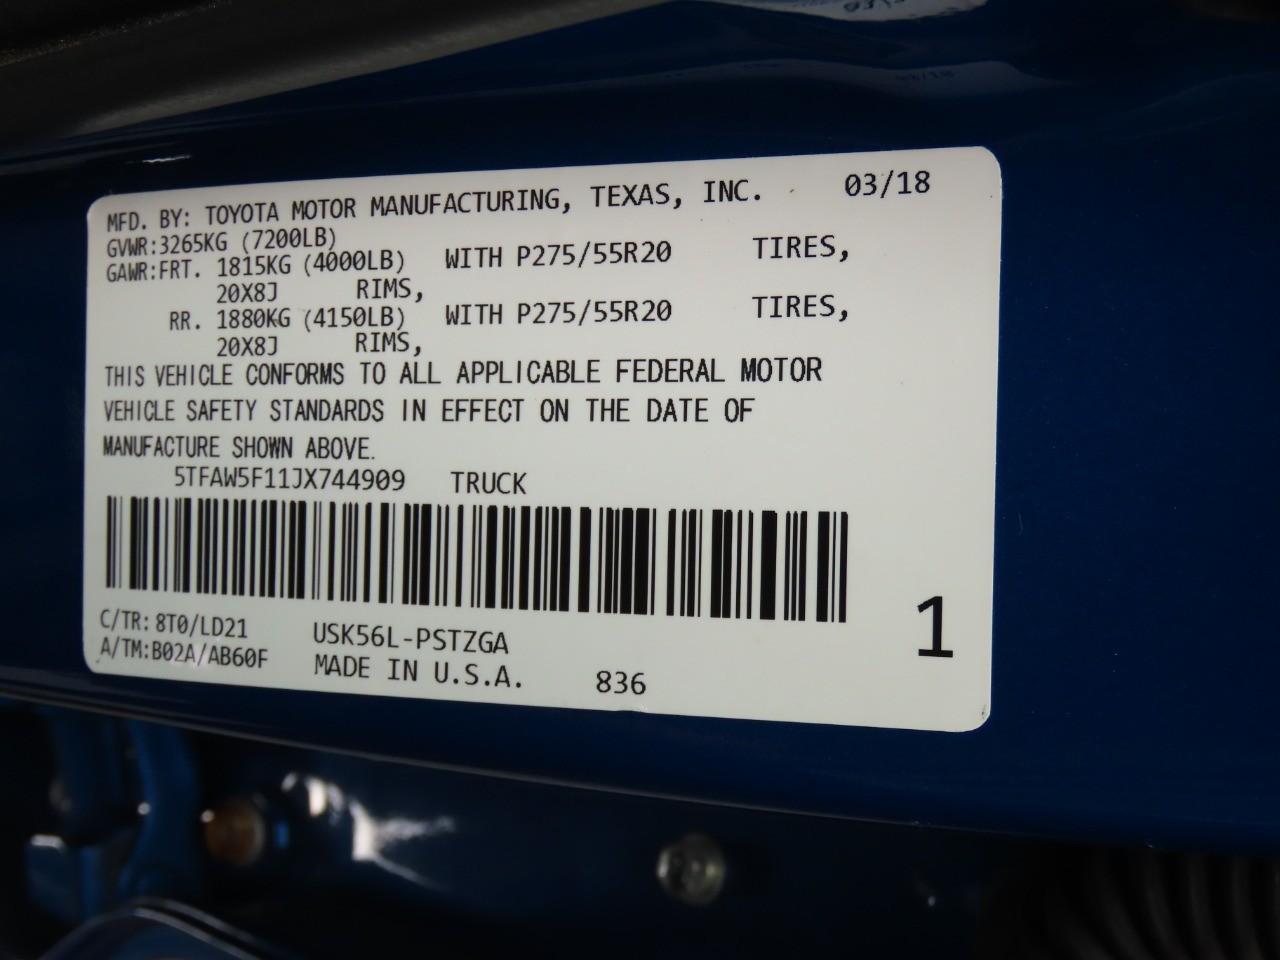 MFD. BY: TOYOTA MOTOR MANUFACTURING, TEXAS, INC. 03/18
GVWR:3265KG (7200LB)
GAWR:FRT. 1815KG (4000LB) WITH P275/55R20 TIRES,
20X8J RIMS,
RR. 1880KG (4150LB) WITH P275/55R20 TIRES,
20X8J RIMS,
THIS VEHICLE CONFORMS TO ALL APPLICABLE FEDERAL MOTOR
VEHICLE SAFETY STANDARDS IN EFFECT ON THE DATE OF
MANUFACTURE SHOWN ABOVE.
5TFAW5F11JX744909 TRUCK
C/TR: 8T0/LD21 USK56L-PSTZGA 1
A/TM:B02A/AB60F MADE IN U.S.A. 836